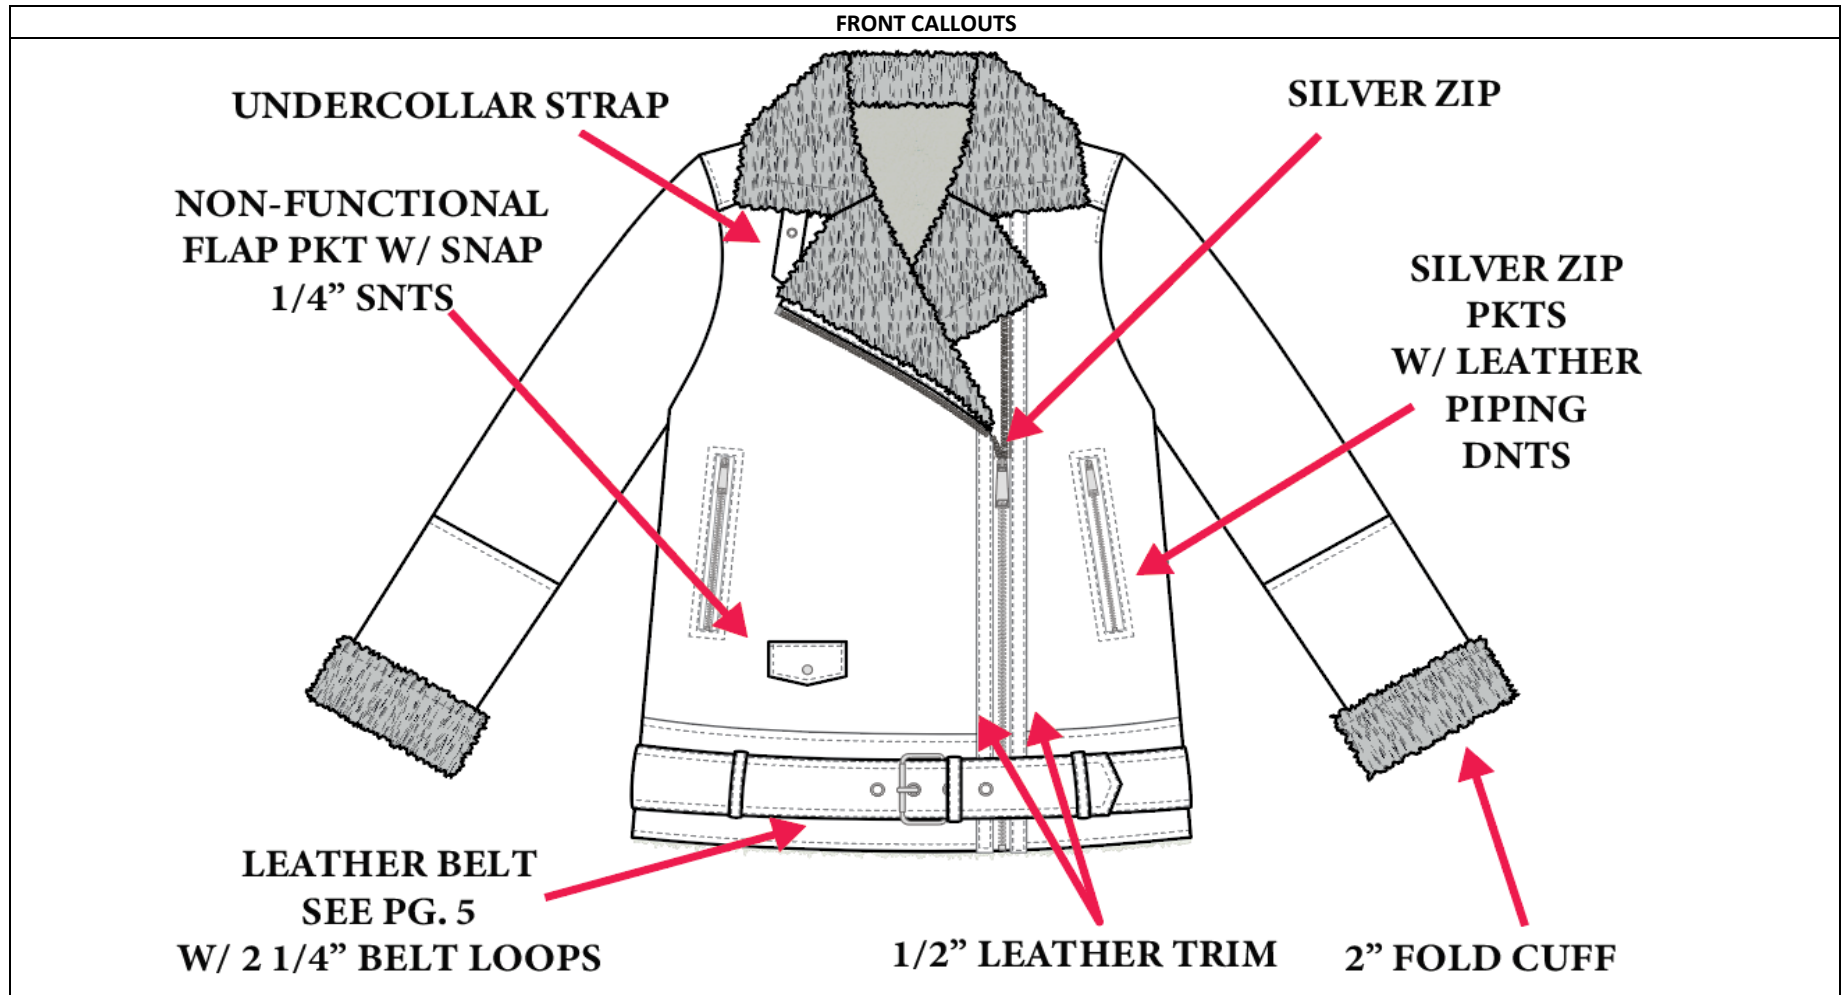 FRONT CALLOUTS
UNDERCOLLAR STRAP
SILVER ZIP
NON-FUNCTIONAL
FLAP PKT W/ SNAP
1/4” SNTS
SILVER ZIP
PKTS
W/ LEATHER
PIPING
DNTS
LEATHER BELT
SEE PG. 5
W/ 2 1/4” BELT LOOPS
1/2” LEATHER TRIM
2” FOLD CUFF